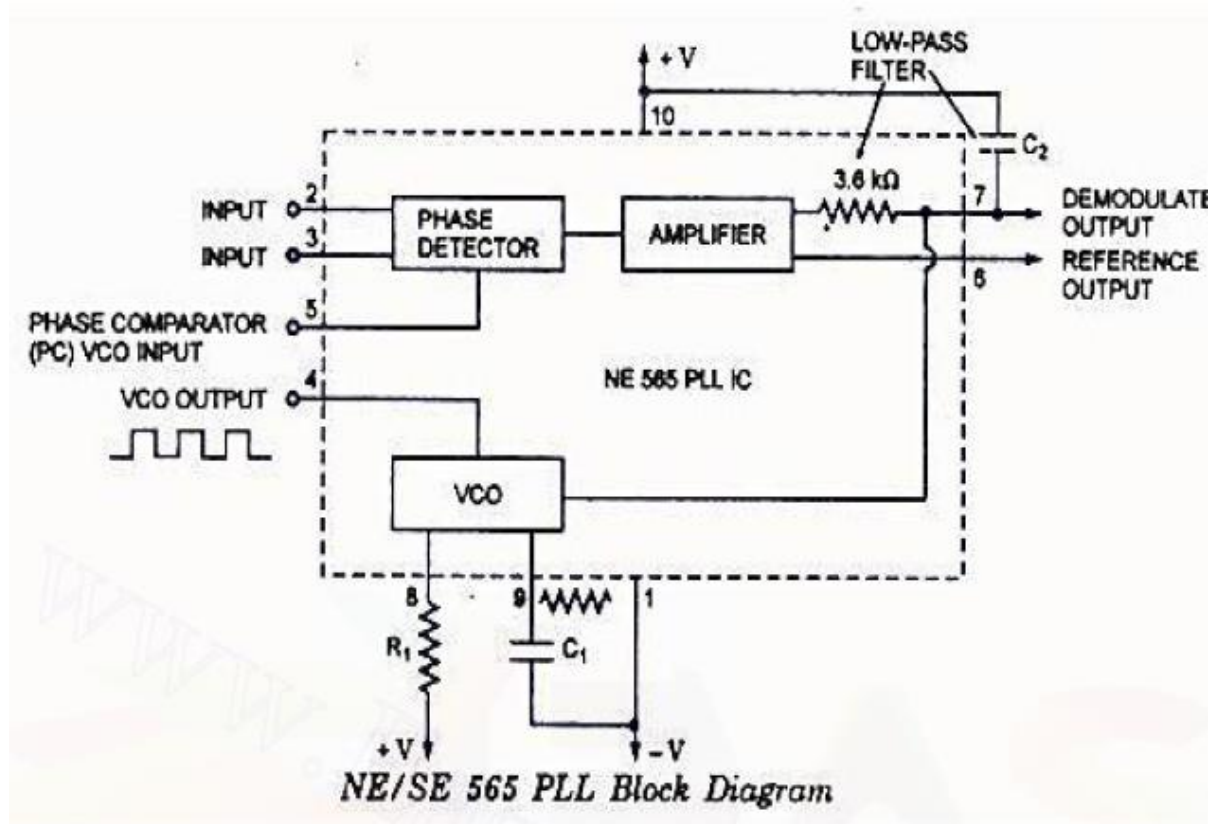 +V
LOW-PASS
FILTER
10
C2
3.6 kΩ
INPUT
2
PHASE
DETECTOR
AMPLIFIER
7
DEMODULATE
OUTPUT
INPUT
3
6
REFERENCE
OUTPUT
PHASE COMPARATOR
(PC) VCO INPUT
5
NE 565 PLL IC
VCO OUTPUT
4
VCO
8
9
1
R1
C1
+V
-V
NE/SE 565 PLL Block Diagram